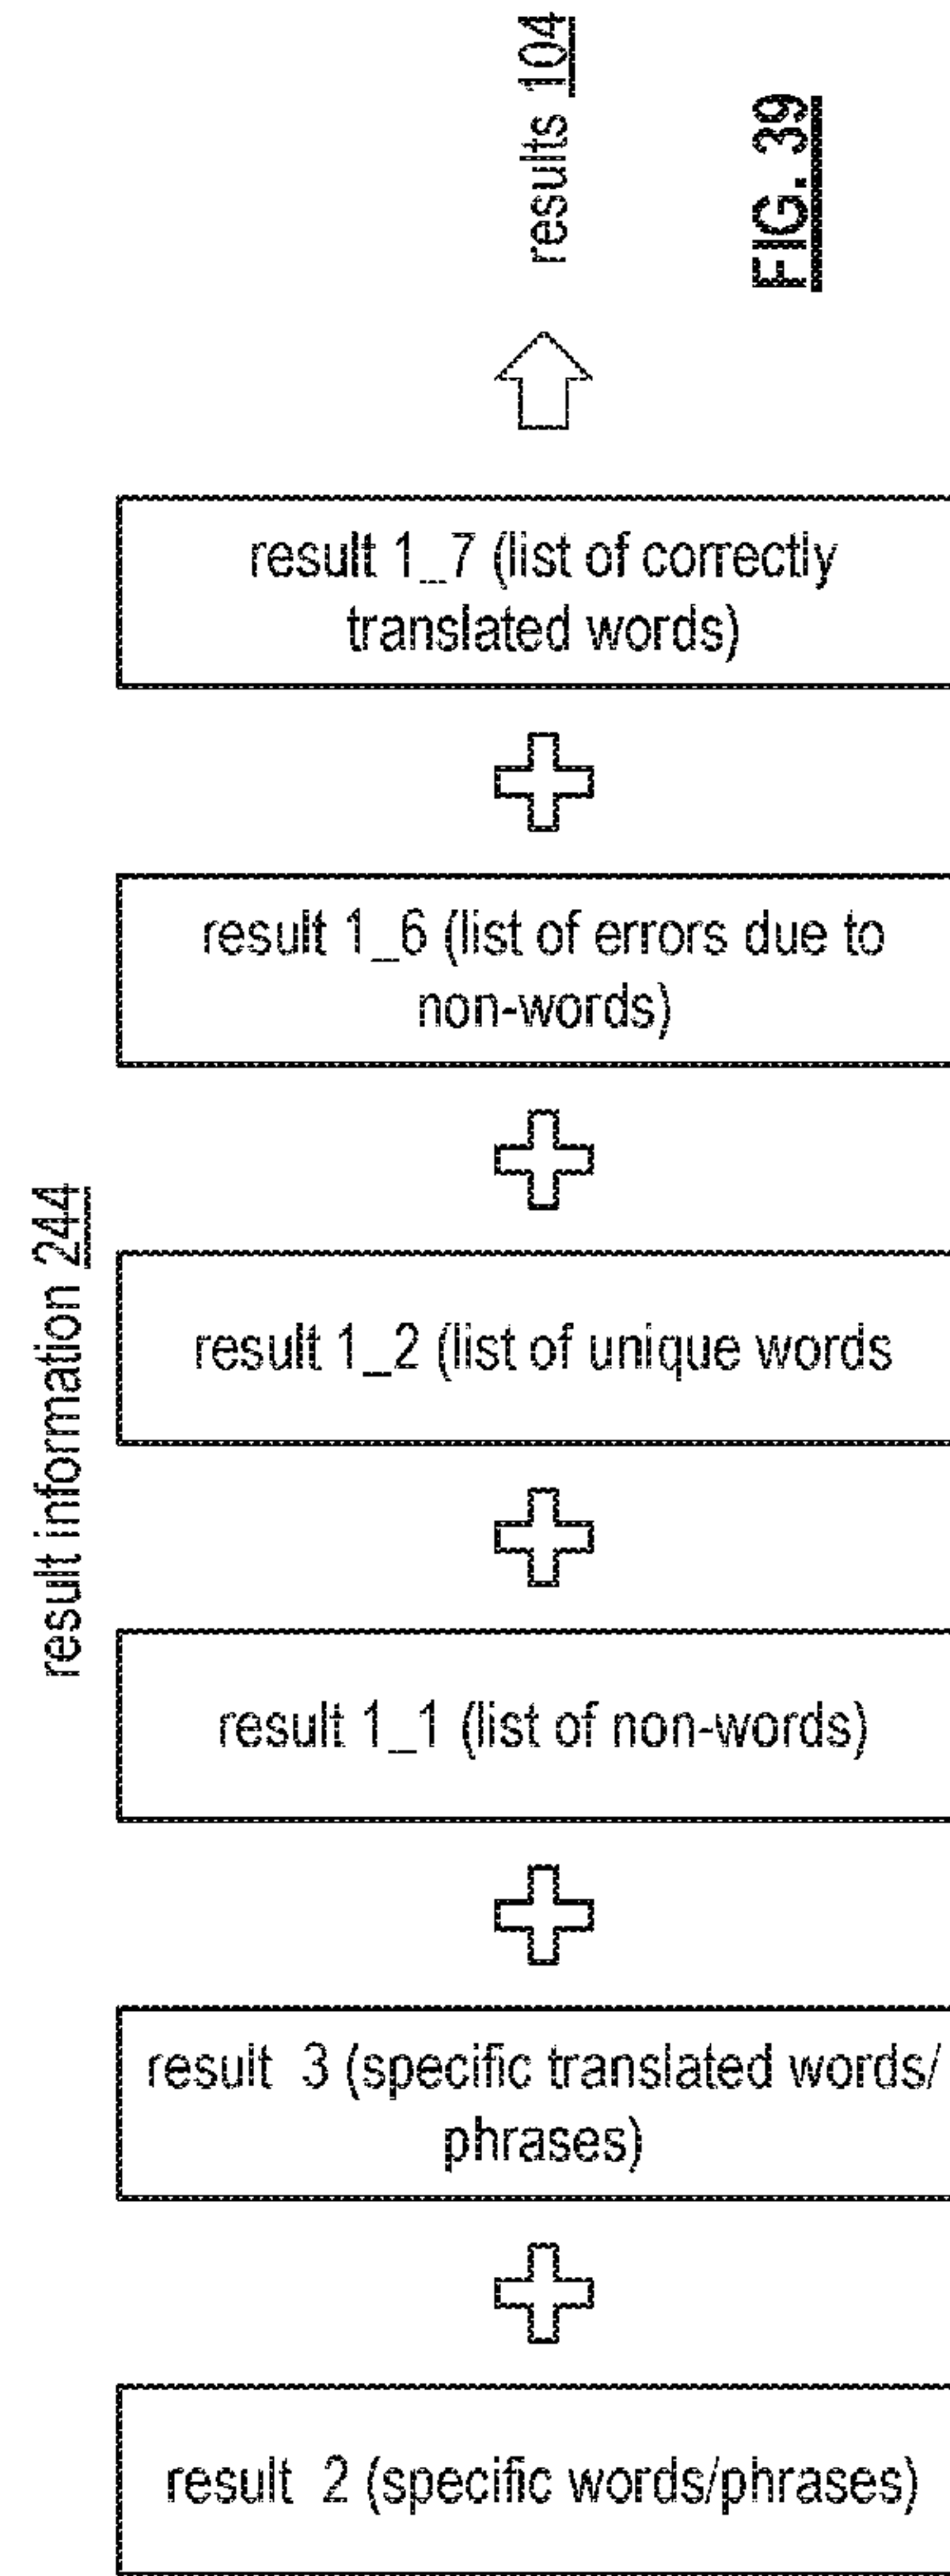 results 104
FIG. 39
result 1_7 (list of correctly
translated words)
result 1_6 (list of errors due to
non-words)
result information 244
result 1_2 (list of unique words
result 1_1 (list of non-words)
result 3 (specific translated words/
phrases)
result 2 (specific words/phrases)